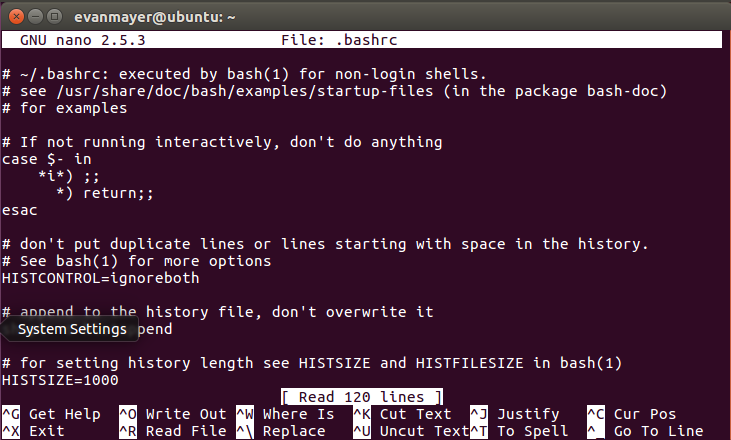 evanmayer@ubuntu: ~
GNU nano 2.5.3 File: .bashrc
# ~/.bashrc: executed by bash(1) for non-login shells.
# see /usr/share/doc/bash/examples/startup-files (in the package bash-doc)
# for examples
# If not running interactively, don't do anything
case $- in
*i*) ;;
*) return;;
esac
# don't put duplicate lines or lines starting with space in the history.
# See bash(1) for more options
HISTCONTROL=ignoreboth
# append to the history file, don't overwrite it
System Settings pend
# for setting history length see HISTSIZE and HISTFILESIZE in bash(1)
HISTSIZE=1000
[ Read 120 lines ]
^G Get Help ^O Write Out ^W Where Is ^K Cut Text ^J Justify ^C Cur Pos
^X Exit ^R Read File ^\ Replace ^U Uncut Text ^T To Spell ^_ Go To Line